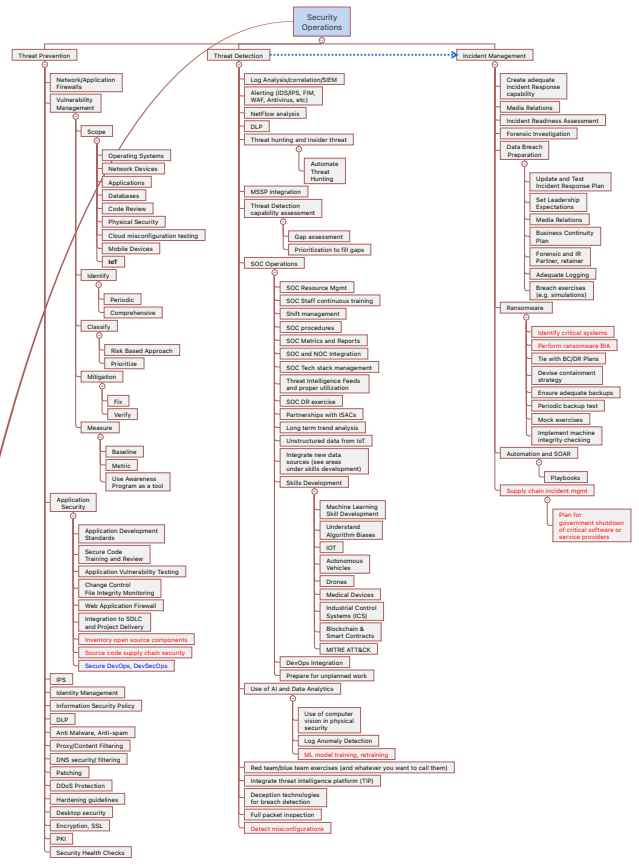 Security
Operations
Threat Prevention
Network/Application
Firewalls
Vulnerability
Management
Scope
Operating Systems
Network Devices
Applications
Databases
Code Review
Physical Security
Cloud misconfiguration testing
Mobile Devices
IoT
Identify
Periodic
Comprehensive
Classify
Risk Based Approach
Prioritize
Mitigation
Fix
Verify
Measure
Baseline
Metric
Use Awareness
Program as a tool
Application
Security
Application Development
Standards
Secure Code
Training and Review
Application Vulnerability Testing
Change Control
File Integrity Monitoring
Web Application Firewall
Integration to SDLC
and Project Delivery
Inventory open source components
Source code supply chain security
Secure DevOps, DevSecOps
IPS
Identity Management
Information Security Policy
DLP
Anti Malware, Anti-spam
Proxy/Content Filtering
DNS security/ filtering
Patching
DDoS Protection
Hardening guidelines
Desktop security
Encryption, SSL
PKI
Security Health Checks
Threat Detection
Log Analysis/correlation/SIEM
Alerting (IDS/IPS, FIM,
WAF, Antivirus, etc)
NetFlow analysis
DLP
Threat hunting and Insider threat
Automate
Threat
Hunting
MSSP integration
Threat Detection
capability assessment
Gap assessment
Prioritization to fill gaps
SOC Operations
SOC Resource Mgmt
SOC Staff continuous training
Shift management
SOC procedures
SOC Metrics and Reports
SOC and NOC Integration
SOC Tech stack management
Threat Intelligence Feeds
and proper utilization
SOC DR exercise
Partnerships with ISACs
Long term trend analysis
Unstructured data from IoT
Integrate new data
sources (see areas
under skills development)
Skills Development
Machine Learning
Skill Development
Understand
Algorithm Biases
IOT
Autonomous
Vehicles
Drones
Medical Devices
Industrial Control
Systems (ICS)
Blockchain &
Smart Contracts
MITRE ATT&CK
DevOps Integration
Prepare for unplanned work
Use of AI and Data Analytics
Use of computer
vision in physical
security
Log Anomaly Detection
ML model training, retraining
Red team/blue team exercises (and whatever you want to call them)
Integrate threat intelligence platform (TIP)
Deception technologies
for breach detection
Full packet inspection
Detect misconfigurations
Incident Management
Create adequate
Incident Response
capability
Media Relations
Incident Readiness Assessment
Forensic Investigation
Data Breach
Preparation
Update and Test
Incident Response Plan
Set Leadership
Expectations
Media Relations
Business Continuity
Plan
Forensic and IR
Partner, retainer
Adequate Logging
Breach exercises
(e.g. simulations)
Ransomware
Identify critical systems
Perform ransomware BIA
Tie with BC/DR Plans
Devise containment
strategy
Ensure adequate backups
Periodic backup test
Mock exercises
Implement machine
integrity checking
Automation and SOAR
Playbooks
Supply chain incident mgmt
Plan for
government shutdown
of critical software or
service providers